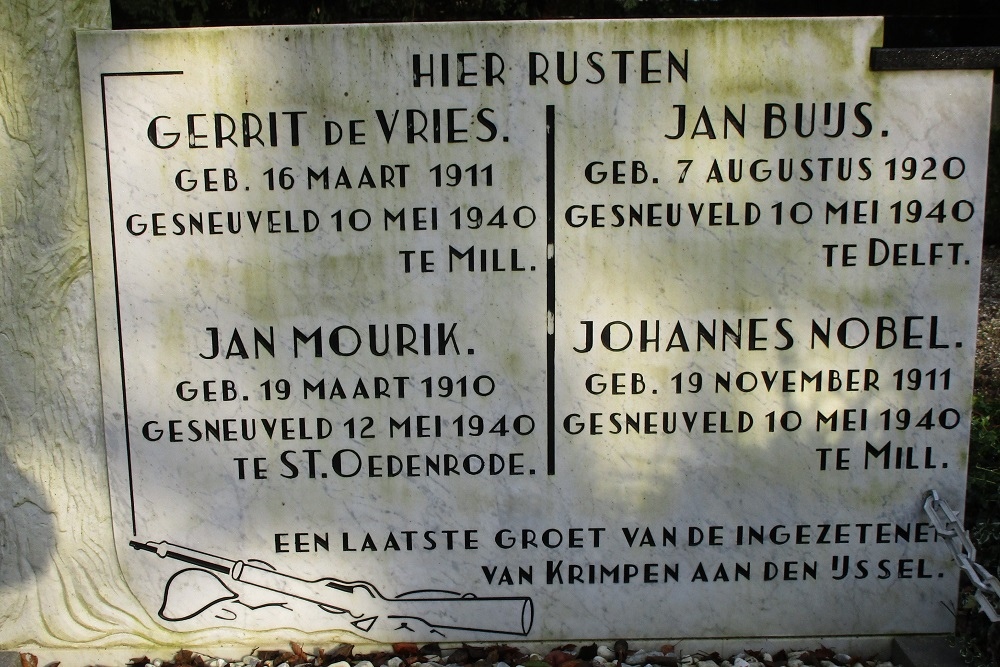 HIER RUSTEN
GERRIT DE VRIES.
GEB. 16 MAART 1911
GESNEUVELD 10 MEI 1940
TE MILL.
JAN BUIJS.
GEB. 7 AUGUSTUS 1920
GESNEUVELD 10 MEI 1940
TE DELFT.
JAN MOURIK.
GEB. 19 MAART 1910
GESNEUVELD 12 MEI 1940
TE ST. OEDENRODE.
JOHANNES NOBEL.
GEB. 19 NOVEMBER 1911
GESNEUVELD 10 MEI 1940
TE MILL.
EEN LAATSTE GROET VAN DE INGEZETENEN
VAN KRIMPEN AAN DEN IJSSEL.